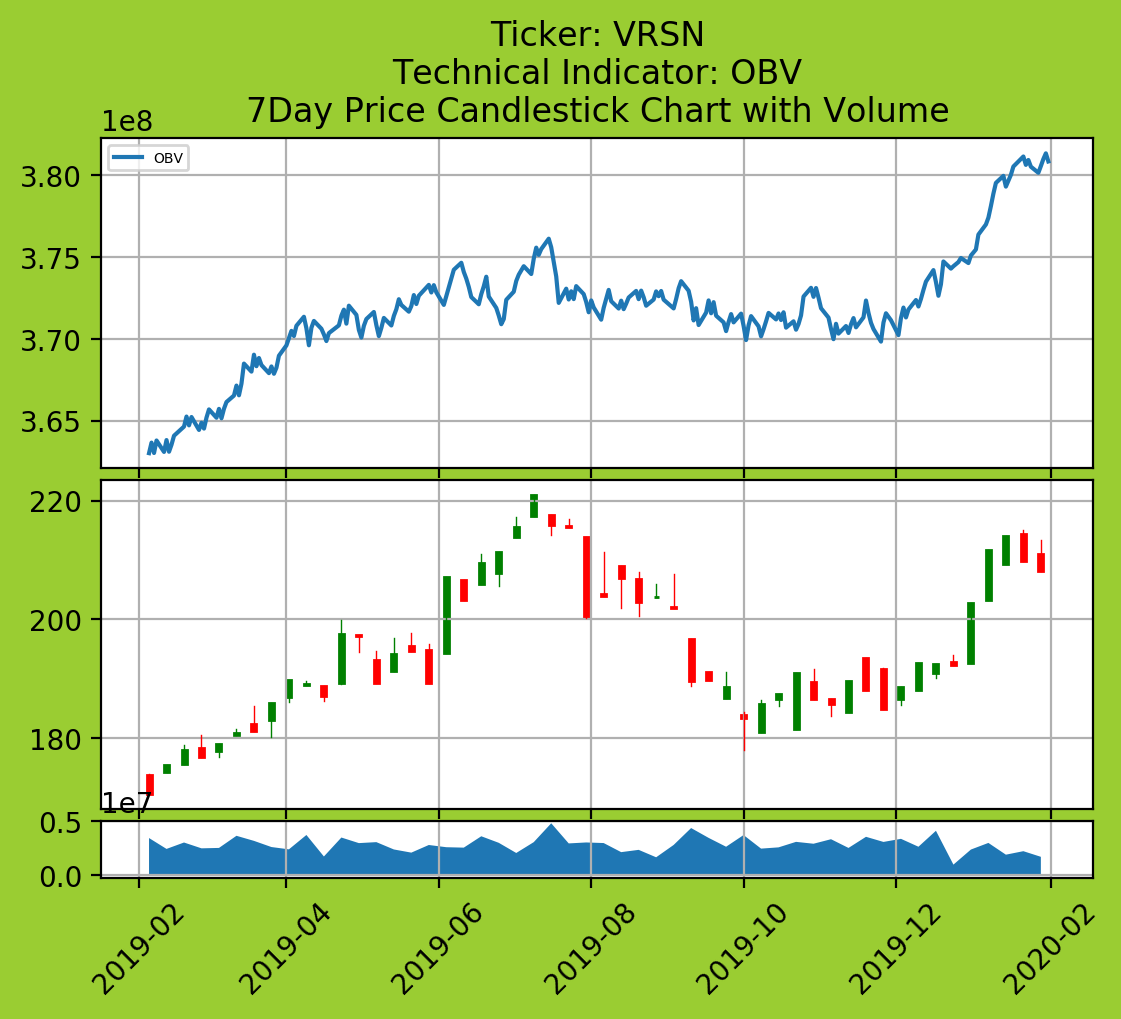 Ticker: VRSN
Technical Indicator: OBV
7Day Price Candlestick Chart with Volume
1e8
OBV
3.80
3.75
3.70
3.65
220
200
180
1e7
0.5
0.0
2019-02
2019-04
2019-06
2019-08
2019-10
2019-12
2020-02